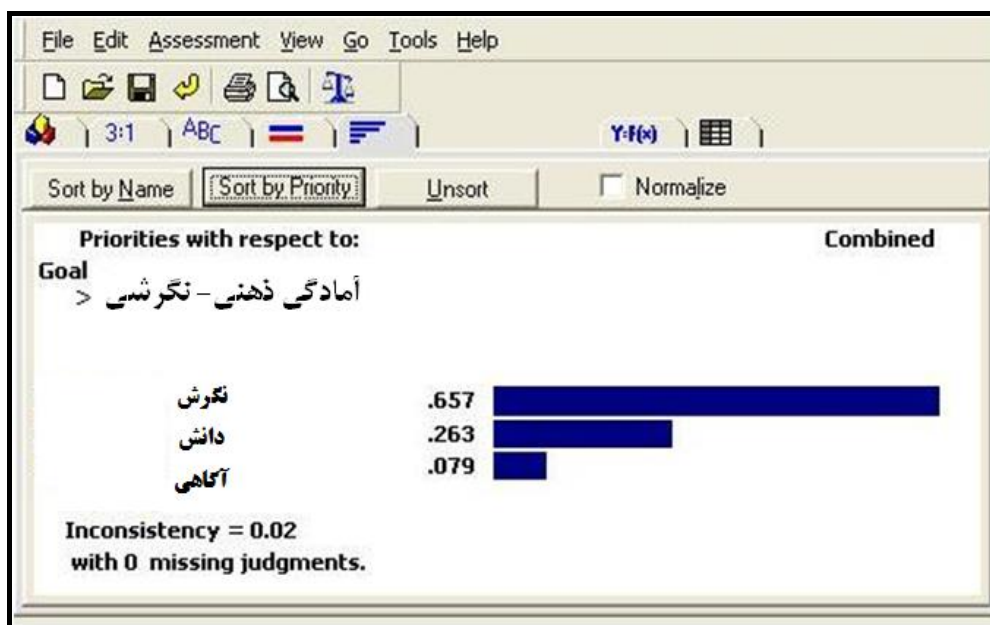 File Edit Assessment View Go Tools Help
3:1 ABC Y=F(x)
Sort by Name Sort by Priority Unsort Normalize
Priorities with respect to: Combined
Goal
> آمادگی ذهنی - نگرشی
نگرش .657
دانش .263
آگاهی .079
Inconsistency = 0.02
with 0 missing judgments.